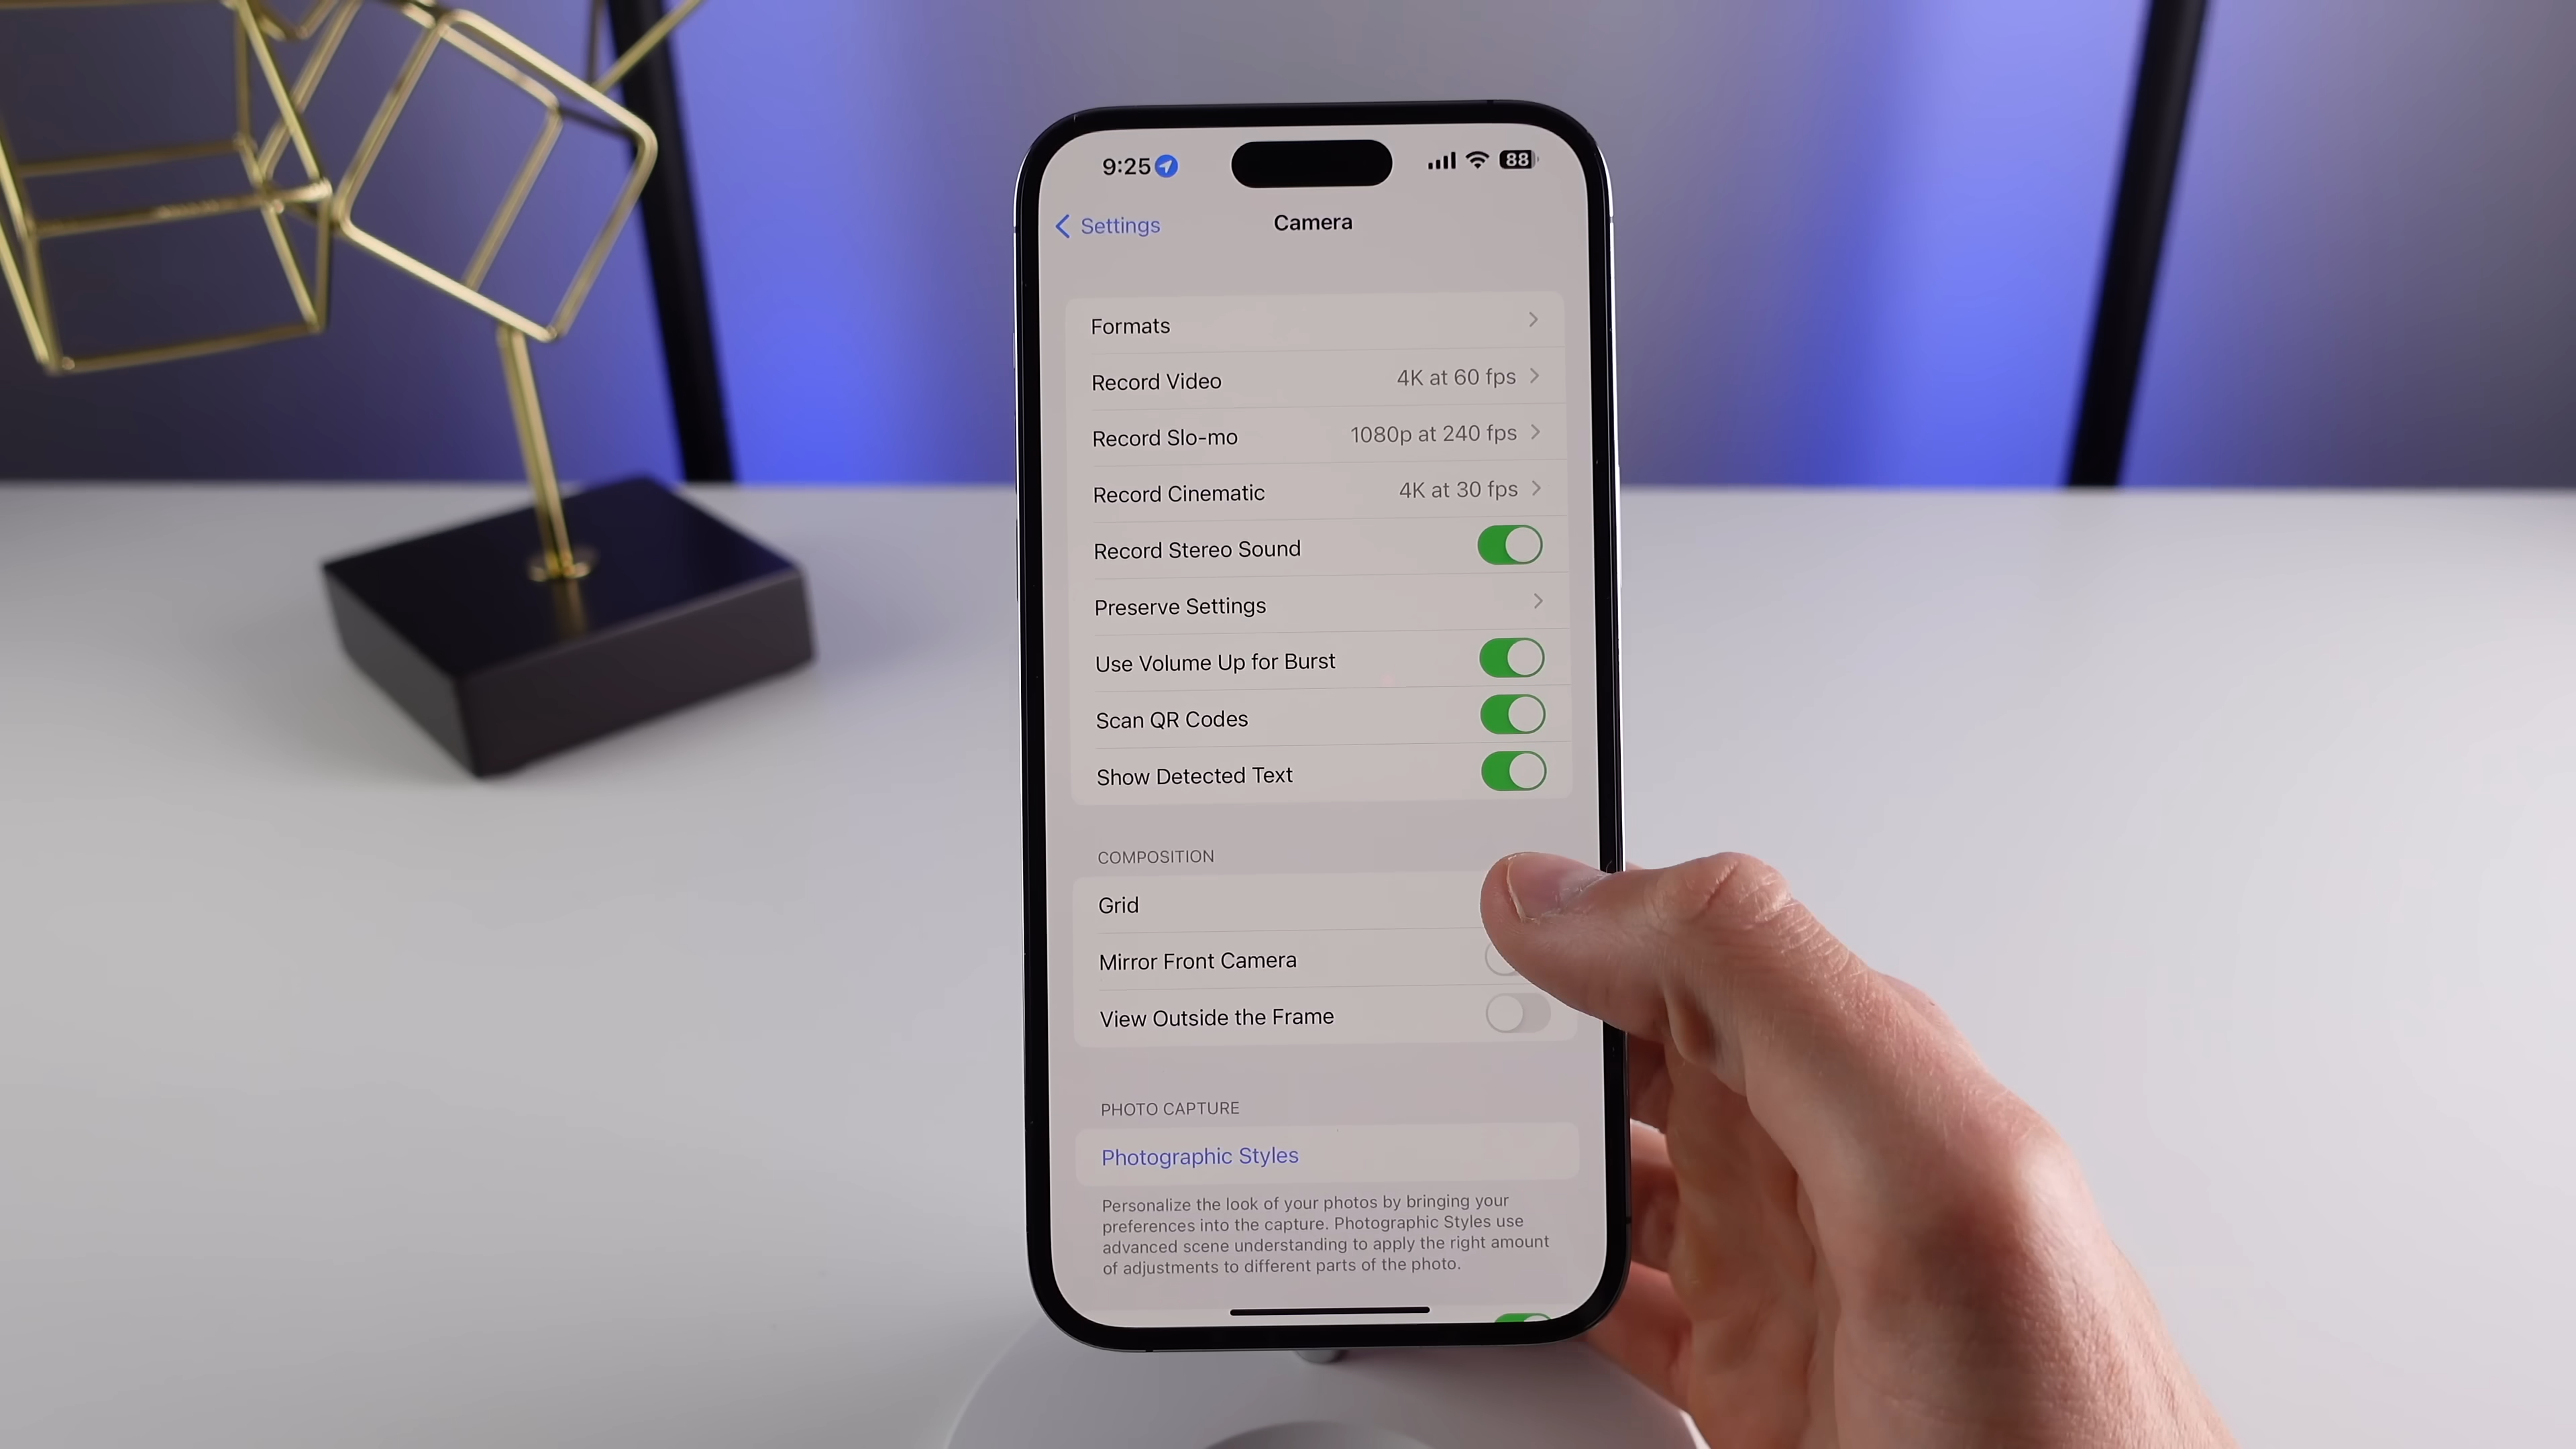 9:25 88
Settings Camera
Formats
Record Video 4K at 60 fps
Record Slo-mo 1080p at 240 fps
Record Cinematic 4K at 30 fps
Record Stereo Sound
Preserve Settings
Use Volume Up for Burst
Scan QR Codes
Show Detected Text
COMPOSITION
Grid
Mirror Front Camera
View Outside the Frame
PHOTO CAPTURE
Photographic Styles
Personalize the look of your photos by bringing your
preferences into the capture. Photographic Styles use
advanced scene understanding to apply the right amount
of adjustments to different parts of the photo.